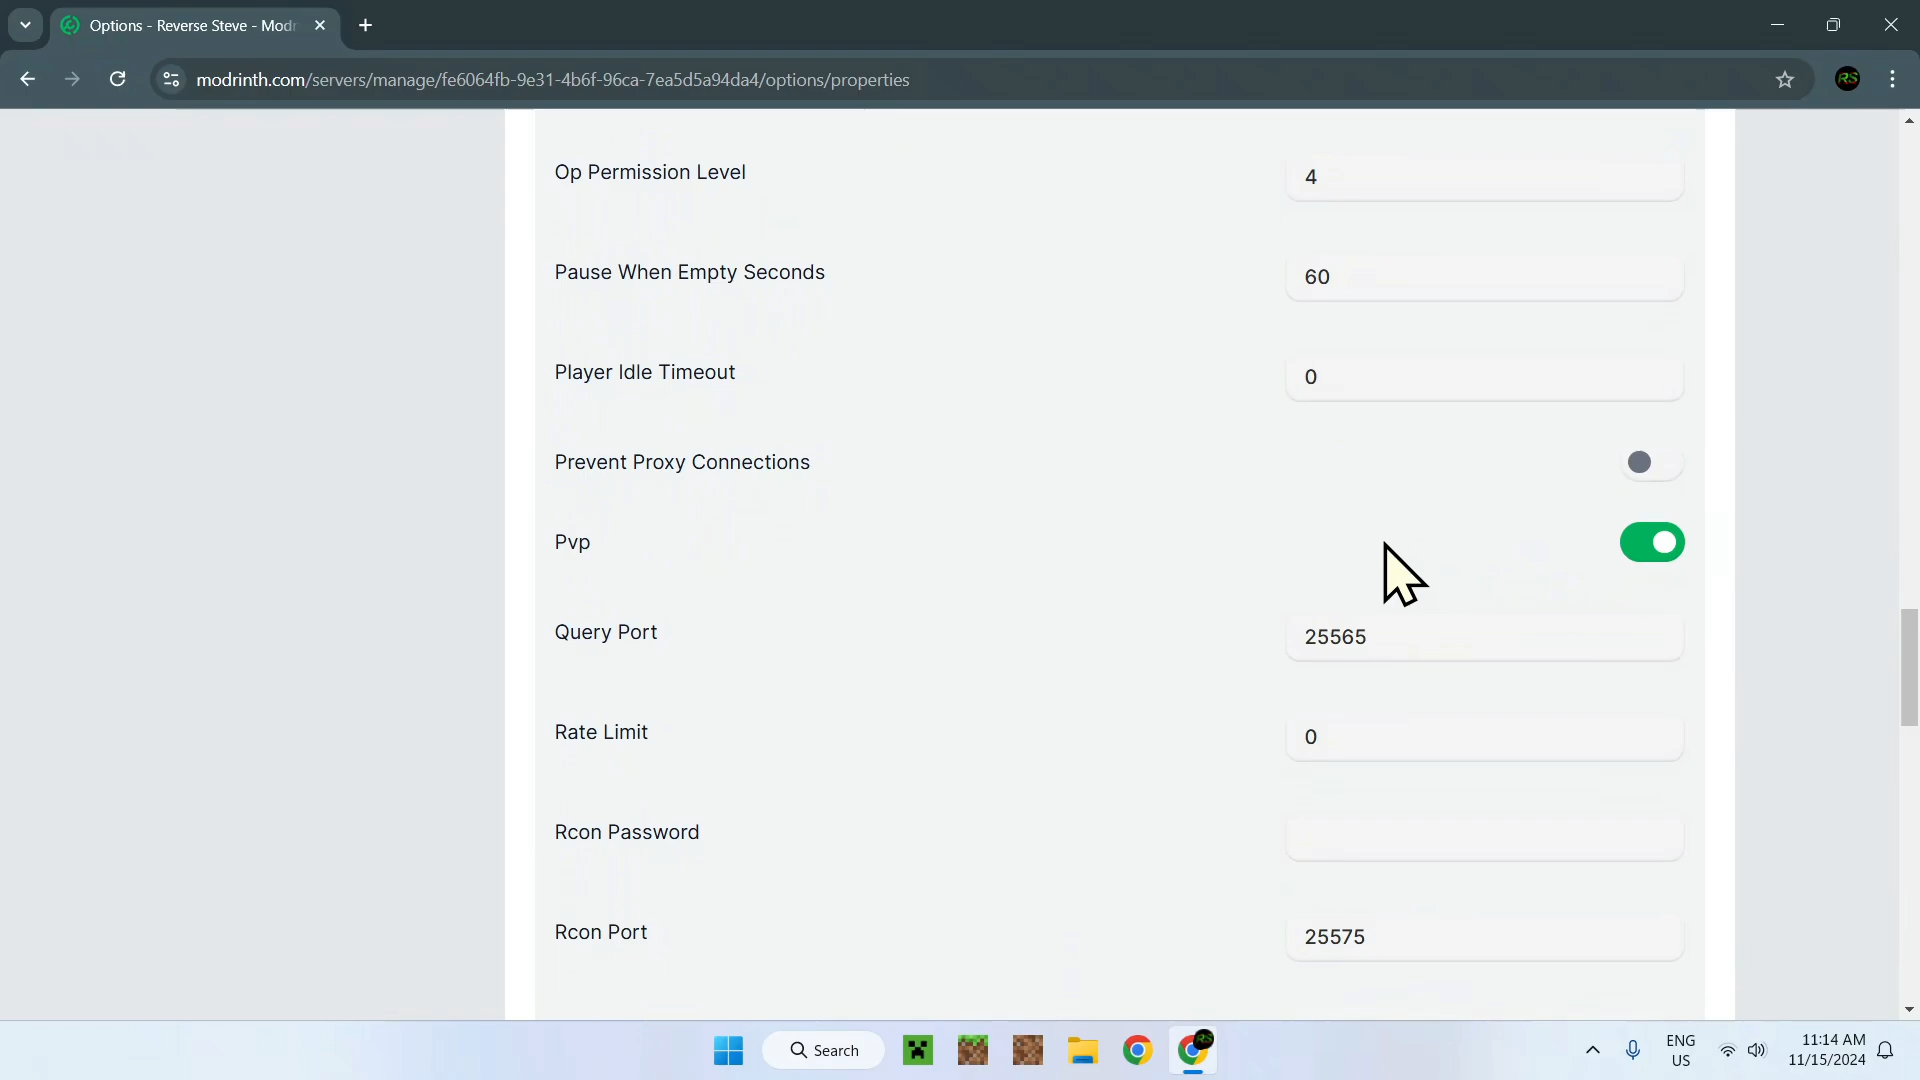 Options - Reverse Steve - Modr
modrinth.com/servers/manage/fe6064fb-9e31-4b6f-96ca-7ea5d5a94da4/options/properties
RS
Op Permission Level
4
Pause When Empty Seconds
60
Player Idle Timeout
0
Prevent Proxy Connections
Pvp
Query Port
25565
Rate Limit
0
Rcon Password
Rcon Port
25575
Search
RS
ENG
US
11:14 AM
11/15/2024